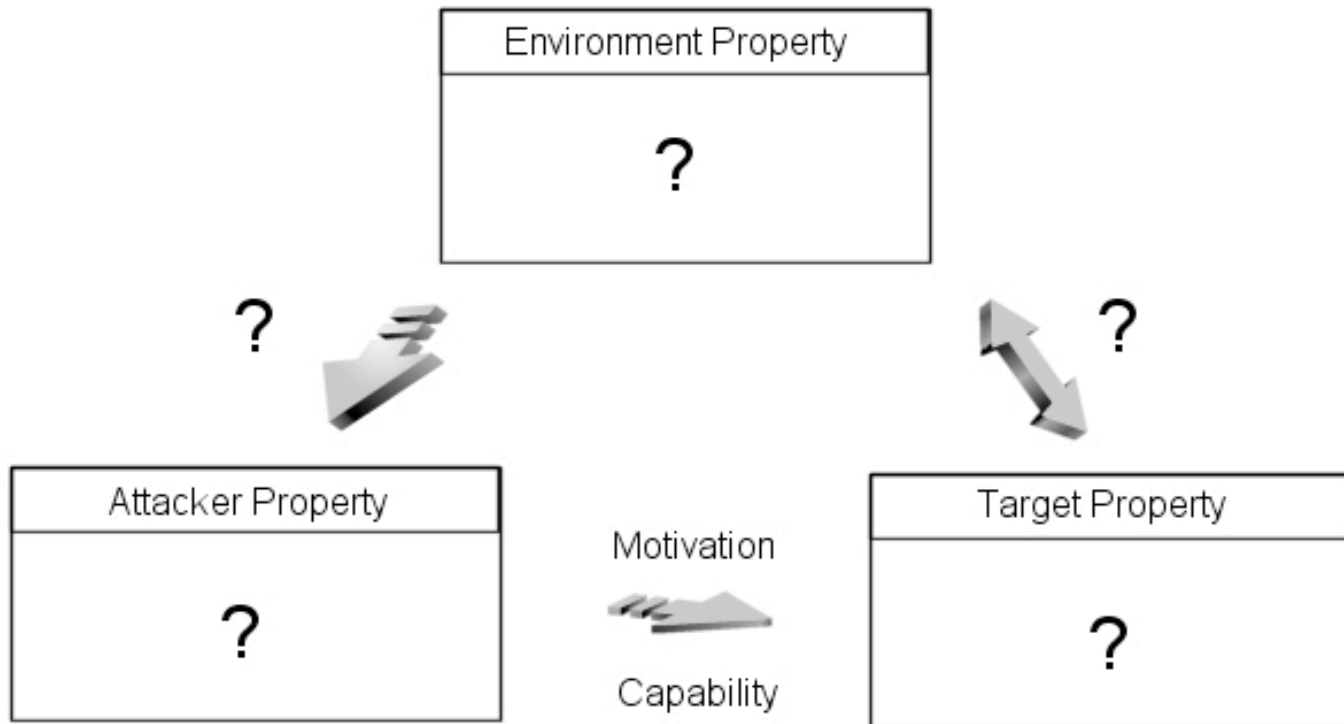 Environment Property
?
?
?
Attacker Property
?
Motivation
Capability
Target Property
?